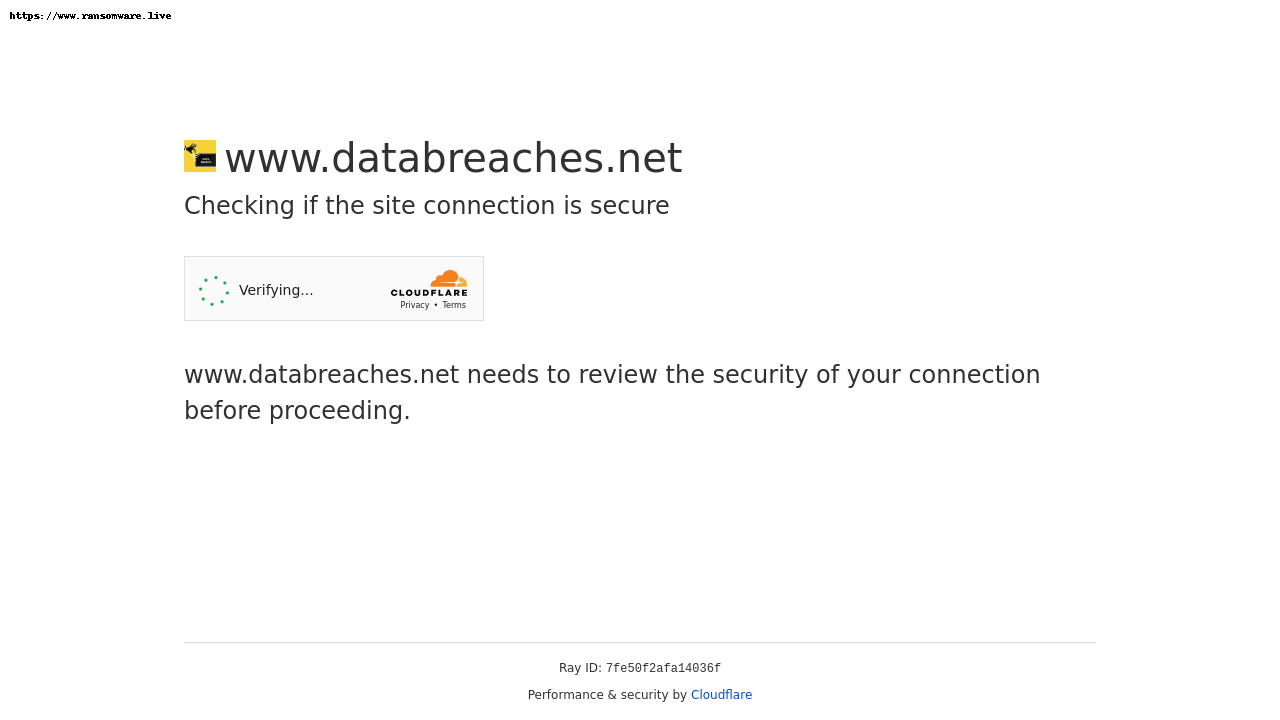 https://www.ransomware.live
www.databreaches.net
Checking if the site connection is secure
Verifying...
CLOUDFLARE
Privacy • Terms
www.databreaches.net needs to review the security of your connection
before proceeding.
Ray ID: 7fe50f2afa14036f
Performance & security by Cloudflare